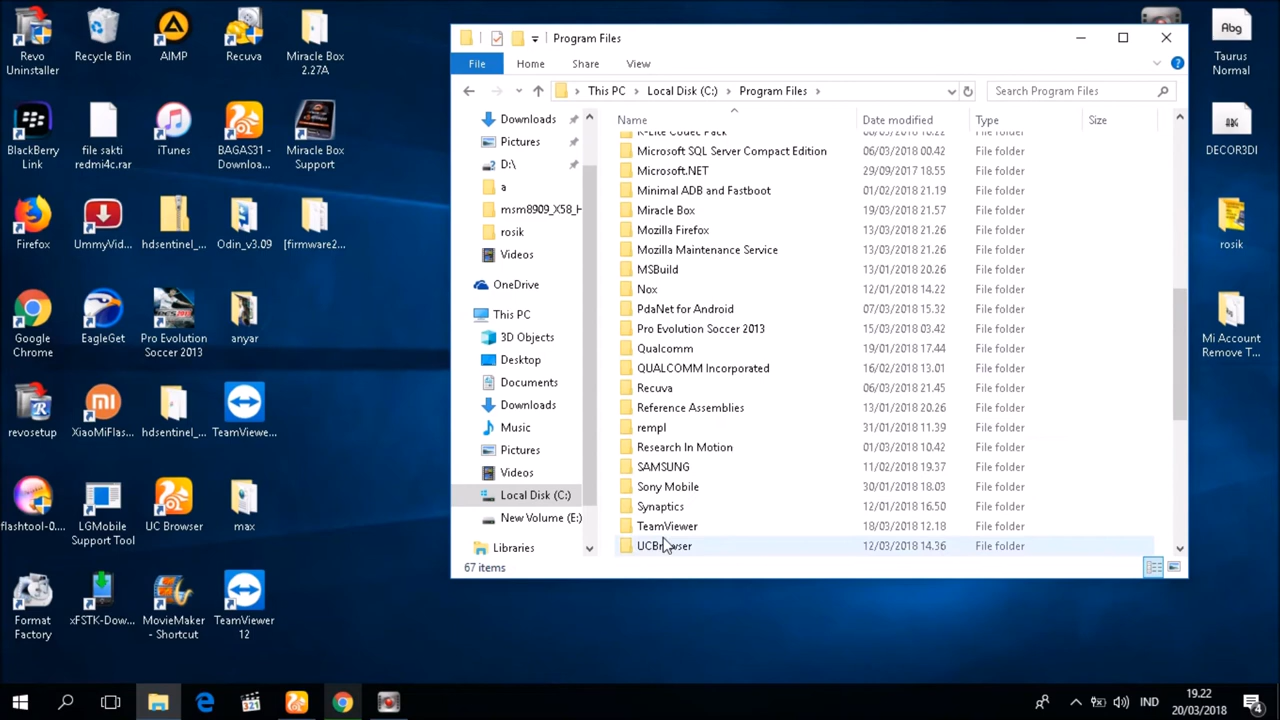 Revo
Uninstaller
Recycle Bin
AIMP
Recuva
Miracle Box
2.27A
BlackBerry
Link
file sakti
redmi4c.rar
iTunes
BAGAS31 -
Downloa...
Miracle Box
Support
Firefox
UmmyVid...
hdsentinel_...
Odin_v3.09
[firmware2...
Google
Chrome
EagleGet
Pro Evolution
Soccer 2013
anyar
revosetup
XiaoMiFlas...
hdsentinel_...
TeamViewe...
flashtool-0....
LGMobile
Support Tool
UC Browser
max
Format
Factory
xFSTK-Dow...
MovieMaker
- Shortcut
TeamViewer
12
Program Files
File
Home
Share
View
This PC
Local Disk (C:)
Program Files
Search Program Files
Downloads
Pictures
D:\
a
msm8909_X58_H
rosik
Videos
OneDrive
This PC
3D Objects
Desktop
Documents
Downloads
Music
Pictures
Videos
Local Disk (C:)
New Volume (E:)
Libraries
Name Date modified Type Size
K-Lite Codec Pack 06/03/2018 10.22 File folder
Microsoft SQL Server Compact Edition 06/03/2018 00.42 File folder
Microsoft.NET 29/09/2017 18.55 File folder
Minimal ADB and Fastboot 01/02/2018 21.19 File folder
Miracle Box 19/03/2018 21.57 File folder
Mozilla Firefox 13/03/2018 21.26 File folder
Mozilla Maintenance Service 13/03/2018 21.26 File folder
MSBuild 13/01/2018 20.26 File folder
Nox 12/01/2018 14.22 File folder
PdaNet for Android 07/03/2018 15.32 File folder
Pro Evolution Soccer 2013 15/03/2018 03.42 File folder
Qualcomm 19/01/2018 17.44 File folder
QUALCOMM Incorporated 16/02/2018 13.01 File folder
Recuva 06/03/2018 21.45 File folder
Reference Assemblies 13/01/2018 20.26 File folder
rempl 31/01/2018 11.39 File folder
Research In Motion 01/03/2018 10.42 File folder
SAMSUNG 11/02/2018 19.37 File folder
Sony Mobile 30/01/2018 18.03 File folder
Synaptics 12/01/2018 16.50 File folder
TeamViewer 18/03/2018 12.18 File folder
UCBrowser 12/03/2018 14.36 File folder
67 items
Abg
Taurus
Normal
DECOR3DI
rosik
Mi Account
Remove T...
321
IND
19.22
20/03/2018
4